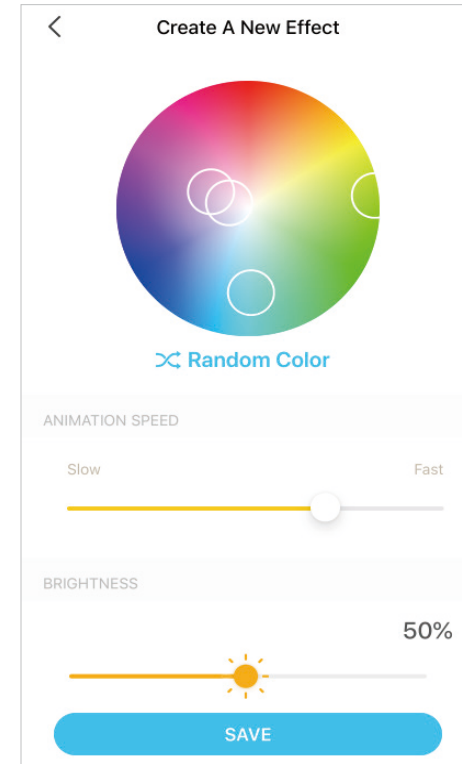 Create A New Effect
Random Color
ANIMATION SPEED
Slow Fast
BRIGHTNESS
50%
SAVE